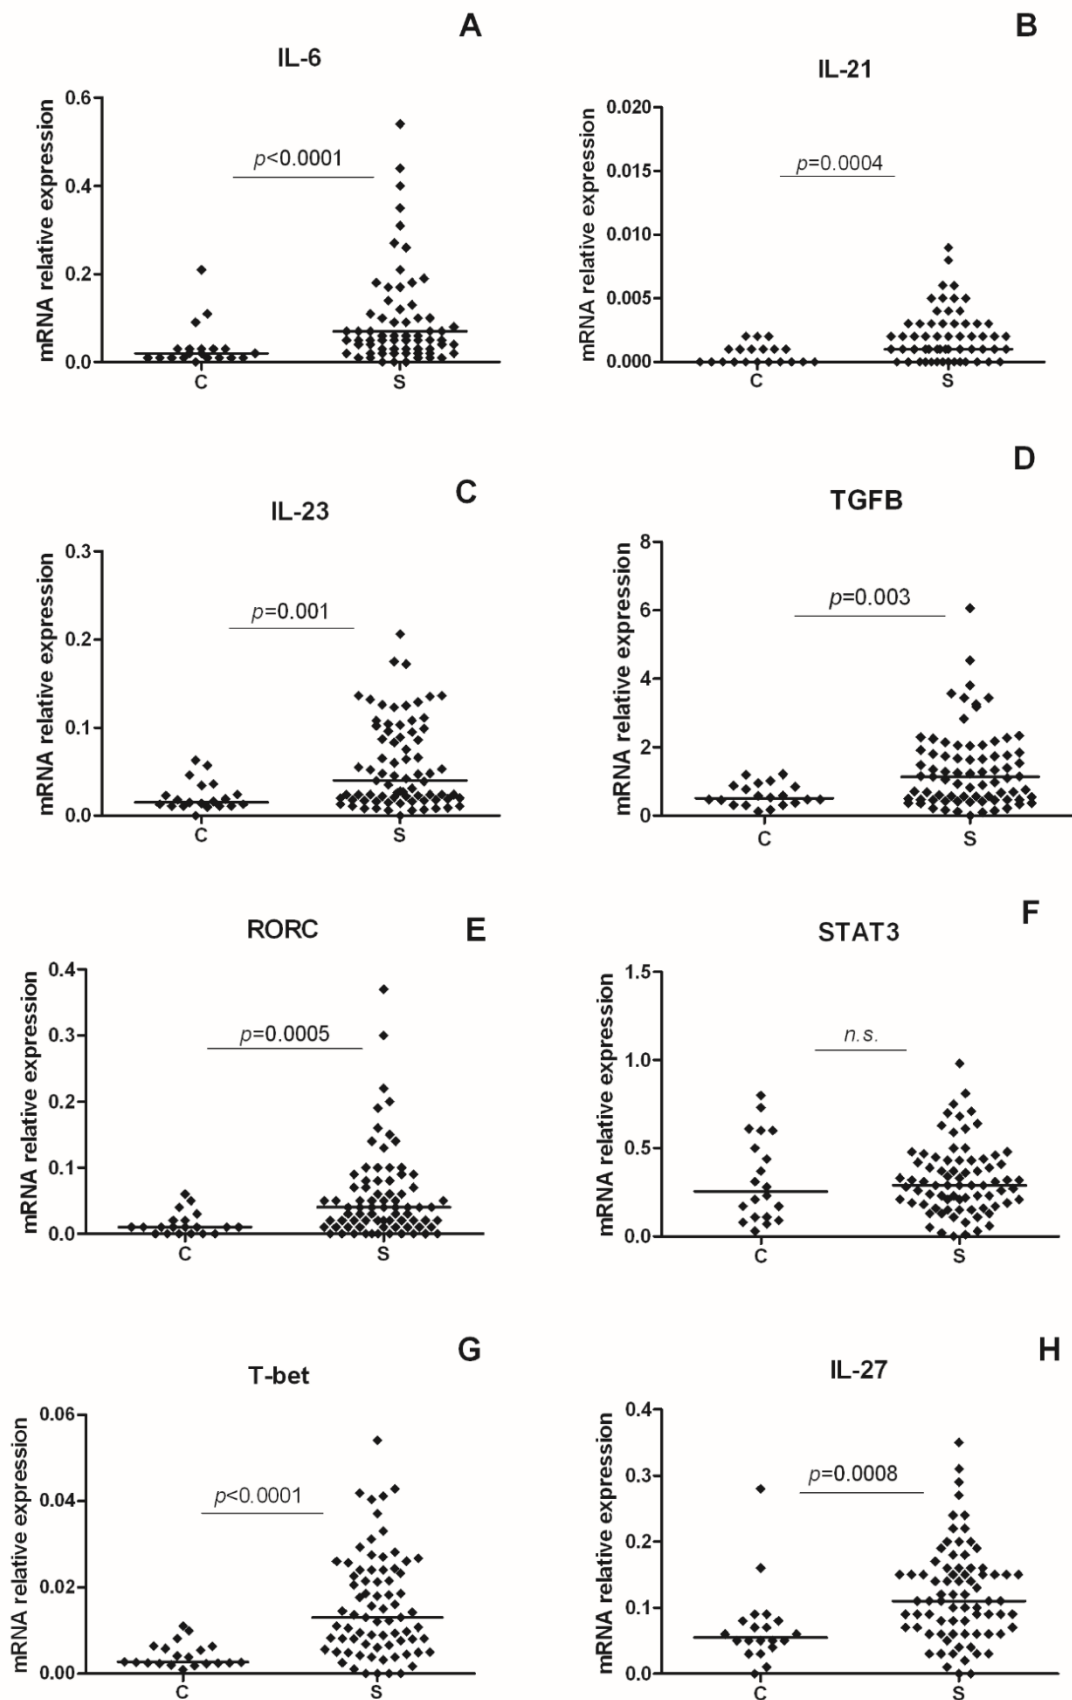 A
IL-6
mRNA relative expression
0.6
0.4
0.2
0.0
p<0.0001
C
S
B
IL-21
mRNA relative expression
0.020
0.015
0.010
0.005
0.000
p=0.0004
C
S
C
IL-23
mRNA relative expression
0.3
0.2
0.1
0.0
p=0.001
C
S
D
TGFB
mRNA relative expression
8
6
4
2
0
p=0.003
C
S
E
RORC
mRNA relative expression
0.4
0.3
0.2
0.1
0.0
p=0.0005
C
S
F
STAT3
mRNA relative expression
1.5
1.0
0.5
0.0
n.s.
C
S
G
T-bet
mRNA relative expression
0.06
0.04
0.02
0.00
p<0.0001
C
S
H
IL-27
mRNA relative expression
0.4
0.3
0.2
0.1
0.0
p=0.0008
C
S